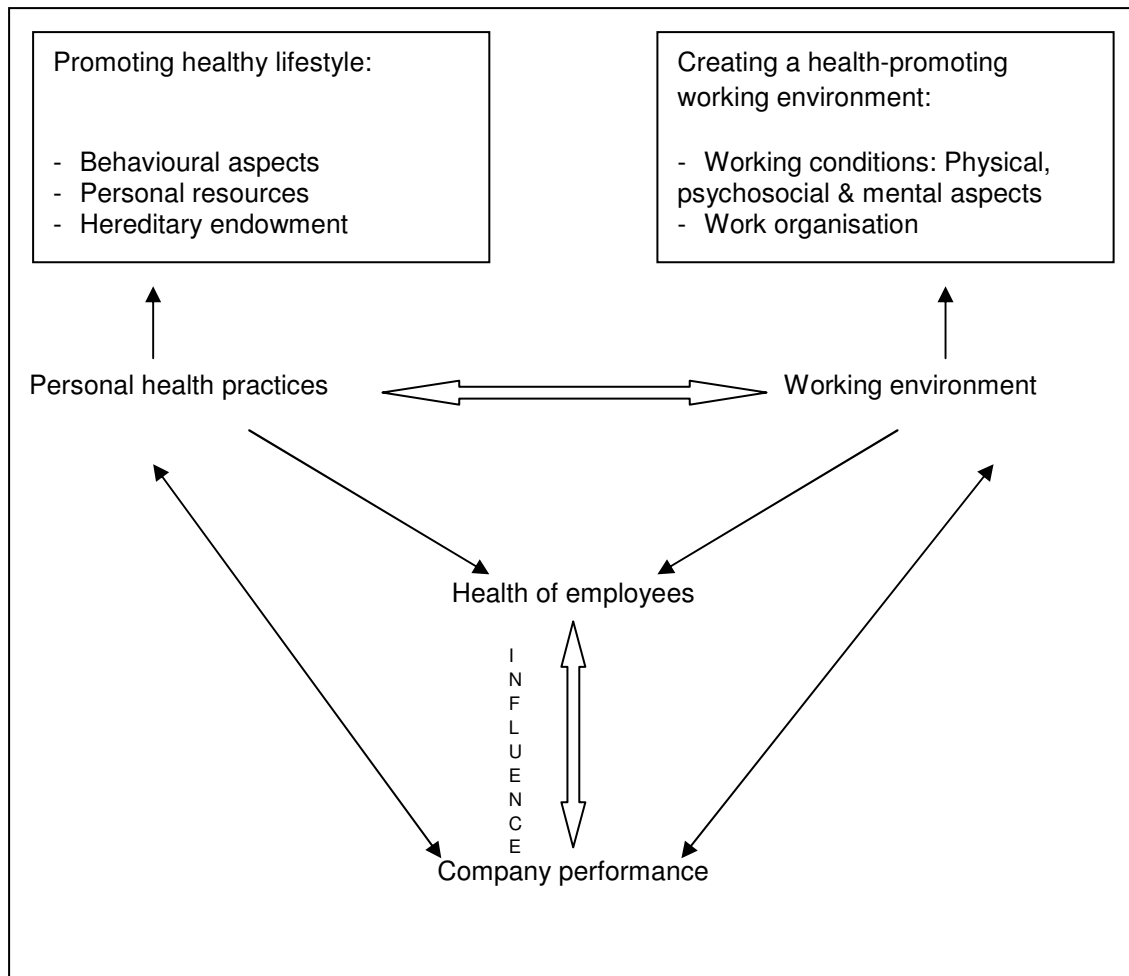 Promoting healthy lifestyle:
- Behavioural aspects
- Personal resources
- Hereditary endowment
Creating a health-promoting
working environment:
- Working conditions: Physical,
psychosocial & mental aspects
- Work organisation
Personal health practices
Working environment
Health of employees
I
N
F
L
U
E
N
C
E
Company performance